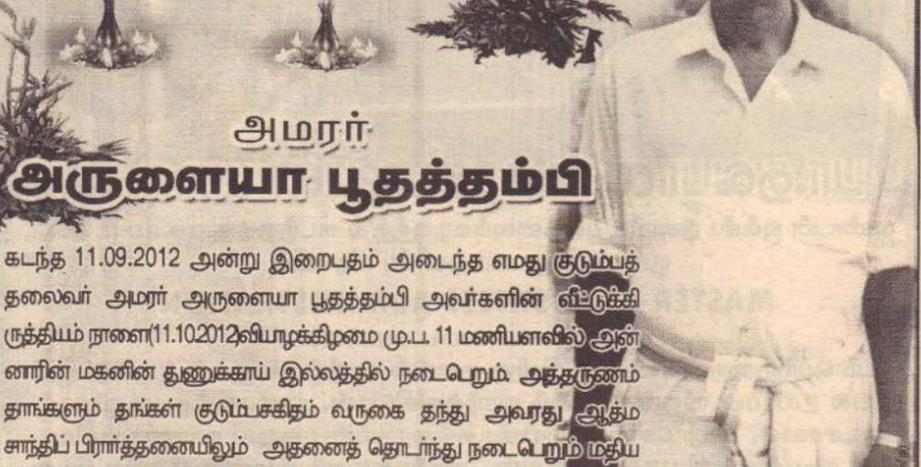 அமரர்
அருளையா பூதத்தம்பி
கடந்த 11.09.2012 அன்று இறைபதம் அடைந்த எமது குடும்பத்
தலைவர் அமரர் அருளையா பூதத்தம்பி அவர்களின் வீட்டுக்கி
ருத்தியம் நாளை(11.10.2012)வியாழக்கிழமை மு.ப. 11 மணியளவில் அன்
னாரின் மகனின் துணுக்காய் இல்லத்தில் நடைபெறும். அத்தருணம்
தாங்களும் தங்கள் குடும்பசகிதம் வருகை தந்து அவரது ஆத்ம
சாந்திப் பிரார்த்தனையிலும் அதனைத் தொடர்ந்து நடைபெறும் மதிய